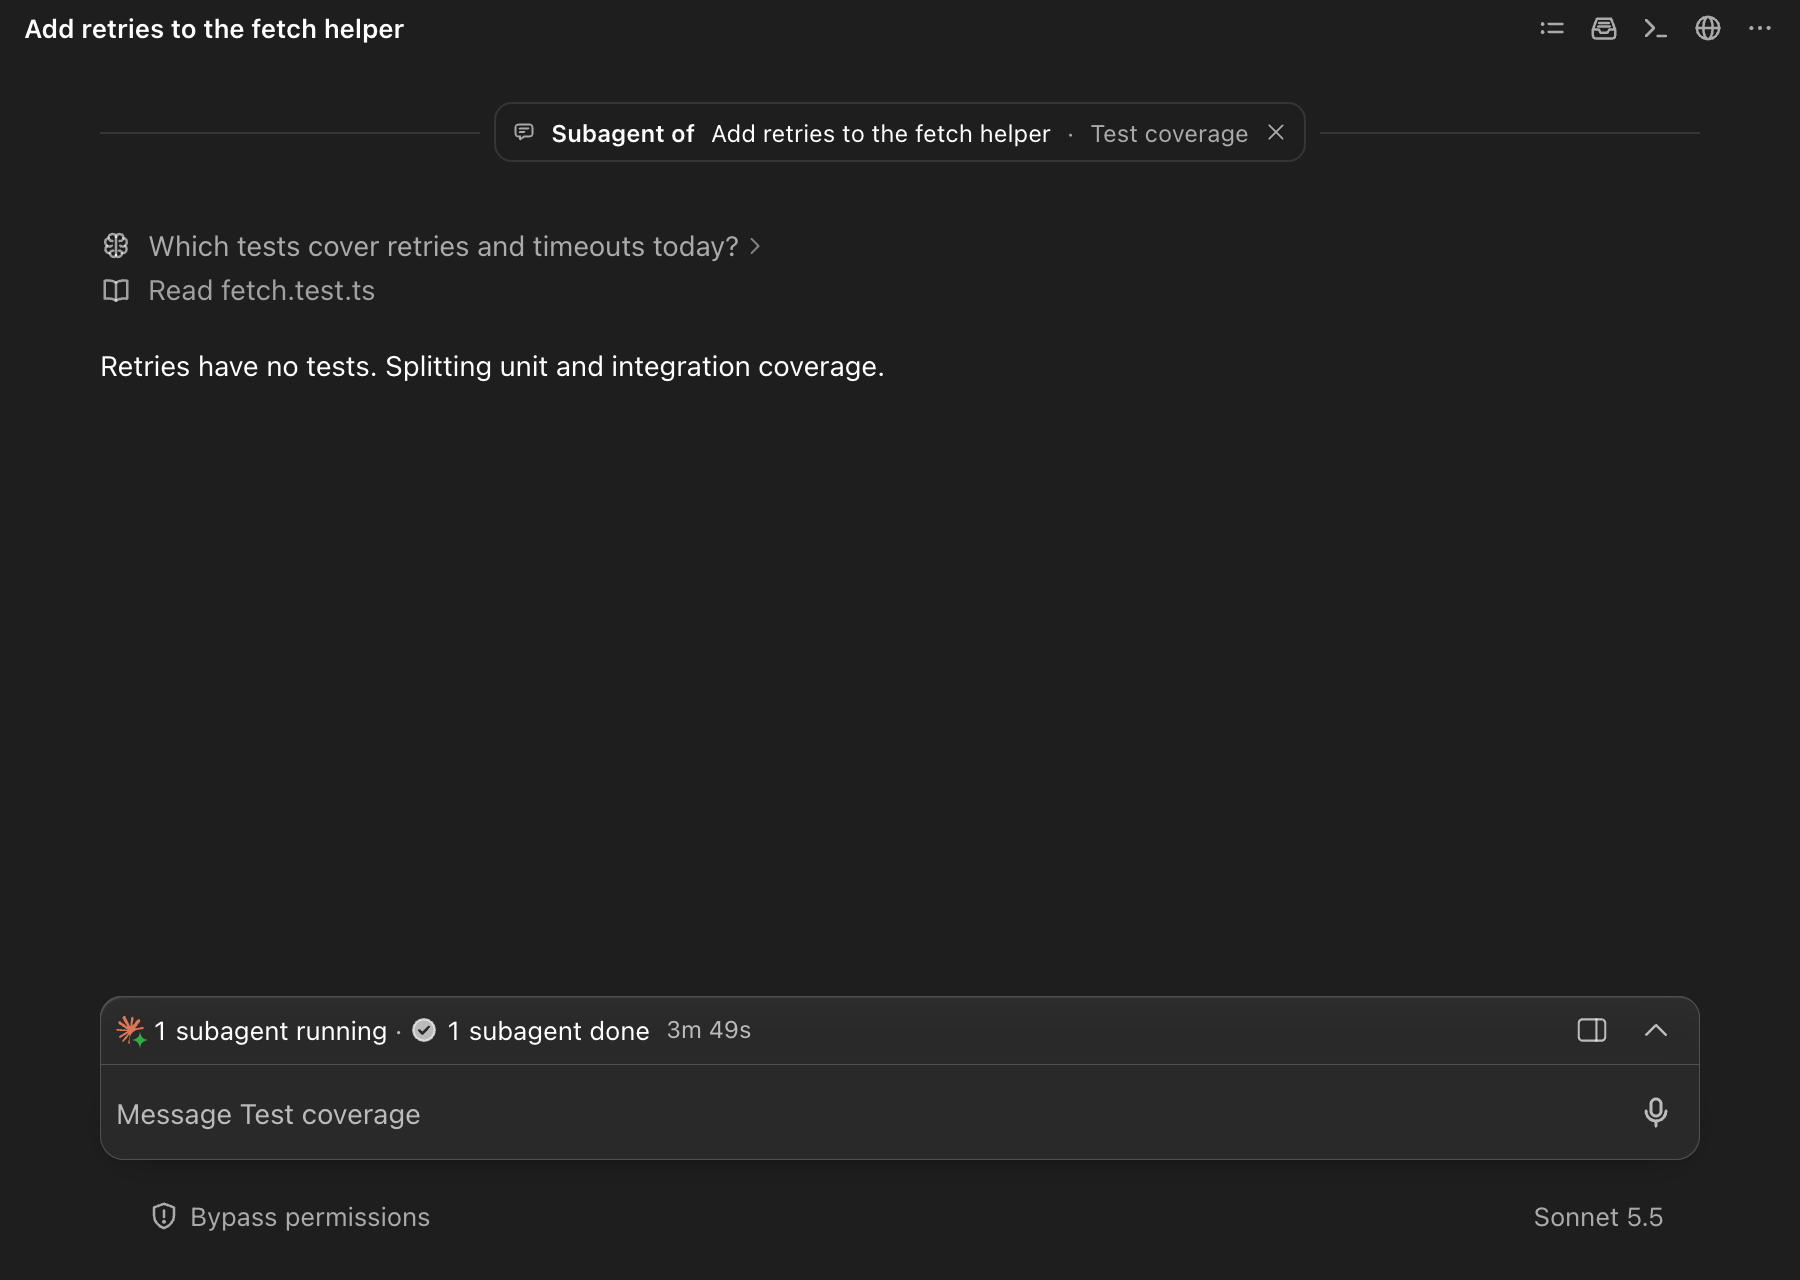 Add retries to the fetch helper
Subagent of Add retries to the fetch helper · Test coverage
Which tests cover retries and timeouts today?
Read fetch.test.ts
Retries have no tests. Splitting unit and integration coverage.
1 subagent running · 1 subagent done 3m 49s
Message Test coverage
Bypass permissions
Sonnet 5.5